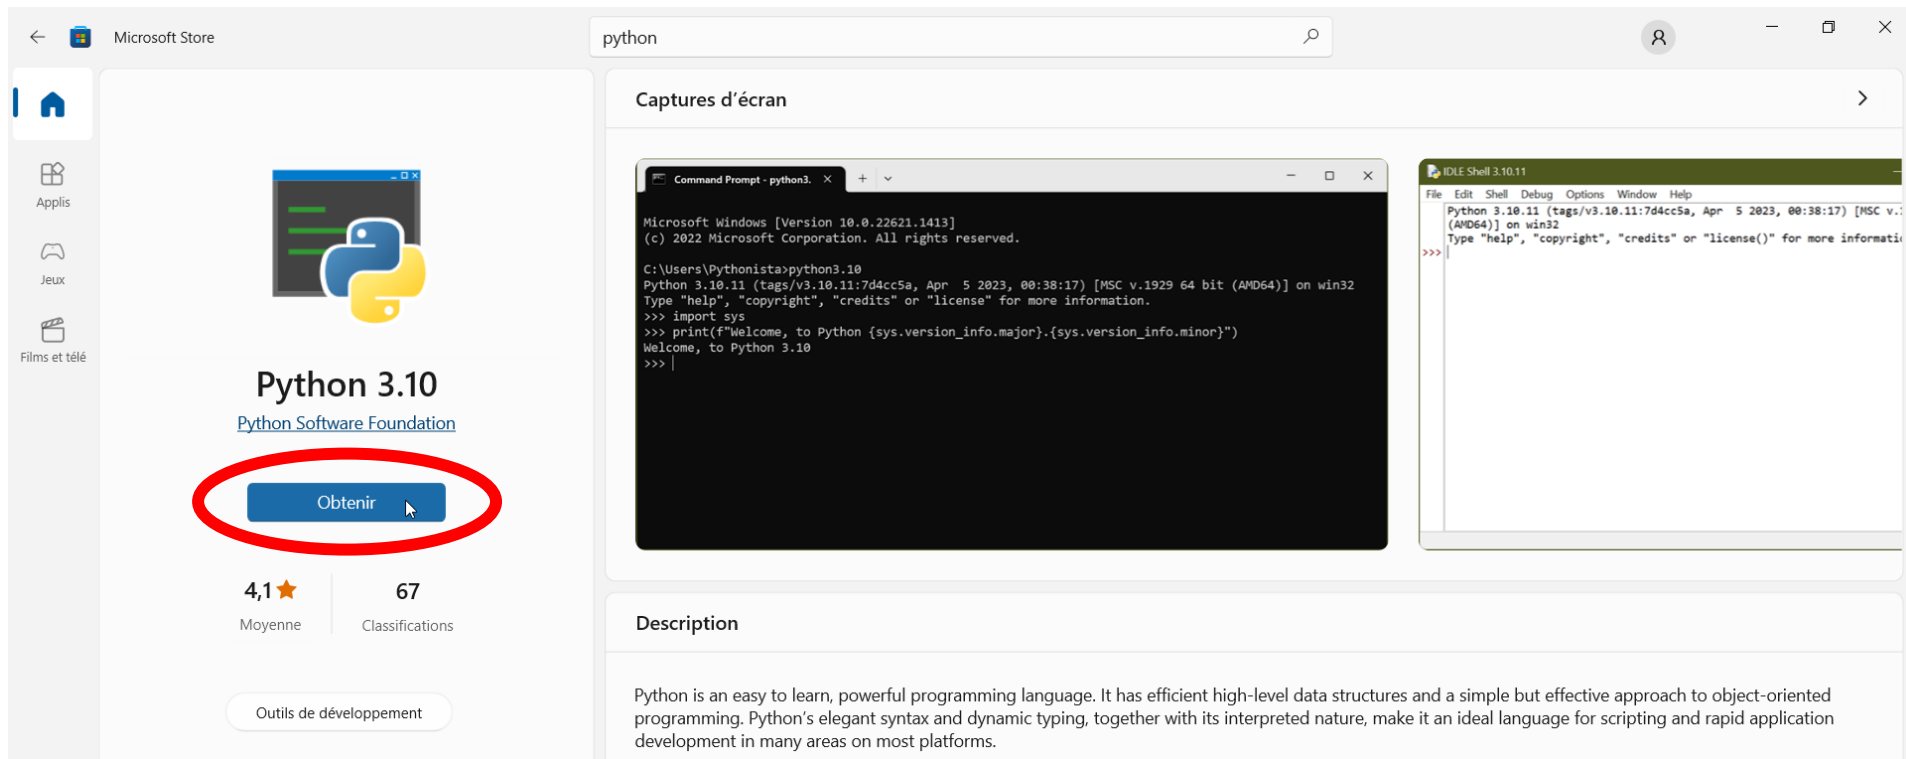 Microsoft Store
python
Applis
Jeux
Films et télé
Python 3.10
Python Software Foundation
Obtenir
4,1
Moyenne
67
Classifications
Outils de développement
Captures d’écran
Command Prompt - python3.
Microsoft Windows [Version 10.0.22621.1413]
(c) 2022 Microsoft Corporation. All rights reserved.
C:\Users\Pythonista>python3.10
Python 3.10.11 (tags/v3.10.11:7d4cc5a, Apr  5 2023, 00:38:17) [MSC v.1929 64 bit (AMD64)] on win32
Type "help", "copyright", "credits" or "license" for more information.
>>> import sys
>>> print(f"Welcome, to Python {sys.version_info.major}.{sys.version_info.minor}")
Welcome, to Python 3.10
>>>
IDLE Shell 3.10.11
File Edit Shell Debug Options Window Help
Python 3.10.11 (tags/v3.10.11:7d4cc5a, Apr  5 2023, 00:38:17) [MSC v.
(AMD64)] on win32
Type "help", "copyright", "credits" or "license()" for more informati
>>>
Description
Python is an easy to learn, powerful programming language. It has efficient high-level data structures and a simple but effective approach to object-oriented
programming. Python’s elegant syntax and dynamic typing, together with its interpreted nature, make it an ideal language for scripting and rapid application
development in many areas on most platforms.